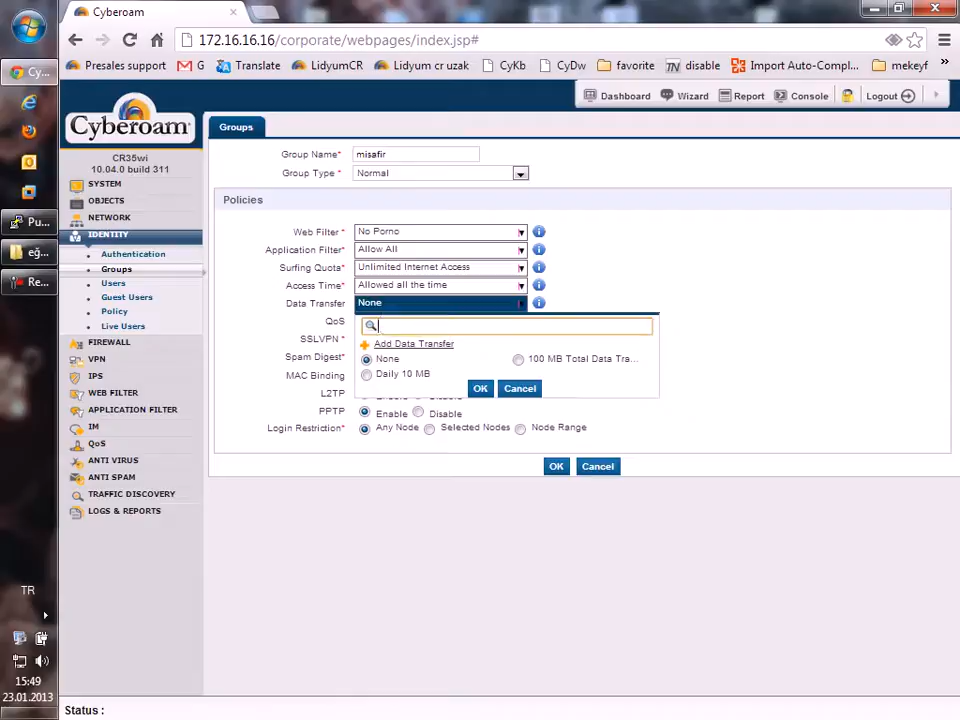 Cyberoam
172.16.16.16/corporate/webpages/index.jsp#
Presales support
G
Translate
LidyumCR
Lidyum cr uzak
CyKb
CyDw
favorite
disable
Import Auto-Compl...
mekeyf
»
Cy...
Pu...
eğ...
Re...
TR
15:49
23.01.2013
Dashboard
Wizard
Report
Console
Logout
Cyberoam
CR35wi
10.04.0 build 311
SYSTEM
OBJECTS
NETWORK
IDENTITY
Authentication
Groups
Users
Guest Users
Policy
Live Users
FIREWALL
VPN
IPS
WEB FILTER
APPLICATION FILTER
IM
QoS
ANTI VIRUS
ANTI SPAM
TRAFFIC DISCOVERY
LOGS & REPORTS
Groups
Group Name* misafir
Group Type * Normal
Policies
Web Filter * No Porno
Application Filter* Allow All
Surfing Quota* Unlimited Internet Access
Access Time* Allowed all the time
Data Transfer None
QoS
SSLVPN *
Add Data Transfer
Spam Digest*
None
100 MB Total Data Tra...
MAC Binding
Daily 10 MB
OK Cancel
L2TP
PPTP Enable Disable
Login Restriction* Any Node Selected Nodes Node Range
OK Cancel
Status :